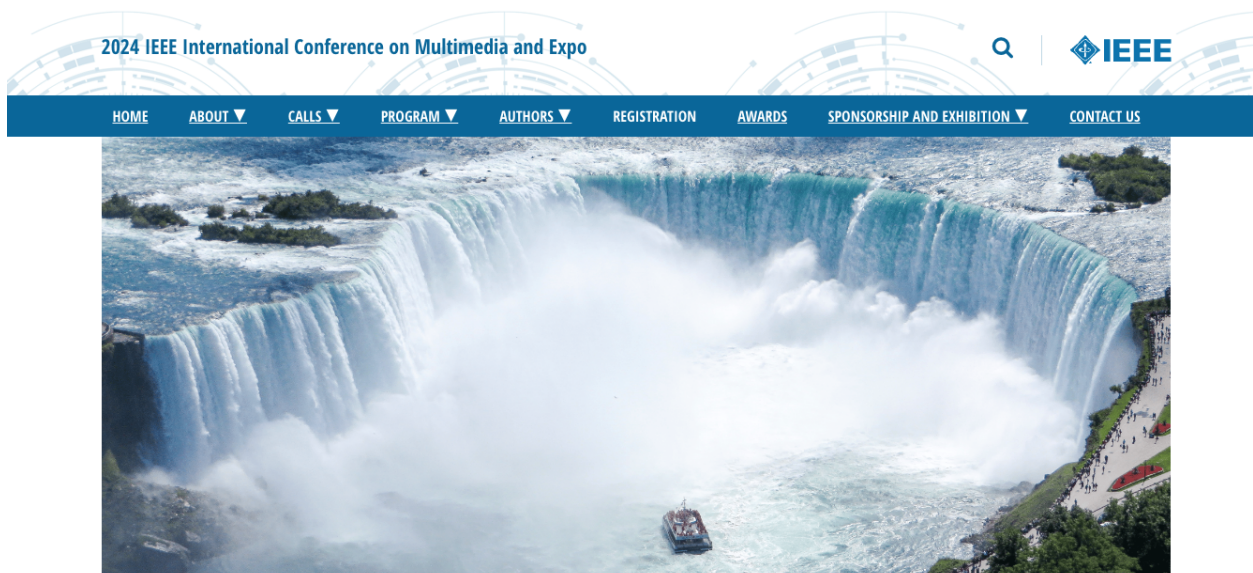 2024 IEEE International Conference on Multimedia and Expo
IEEE
HOME ABOUT ▼ CALLS ▼ PROGRAM ▼ AUTHORS ▼ REGISTRATION AWARDS SPONSORSHIP AND EXHIBITION ▼ CONTACT US